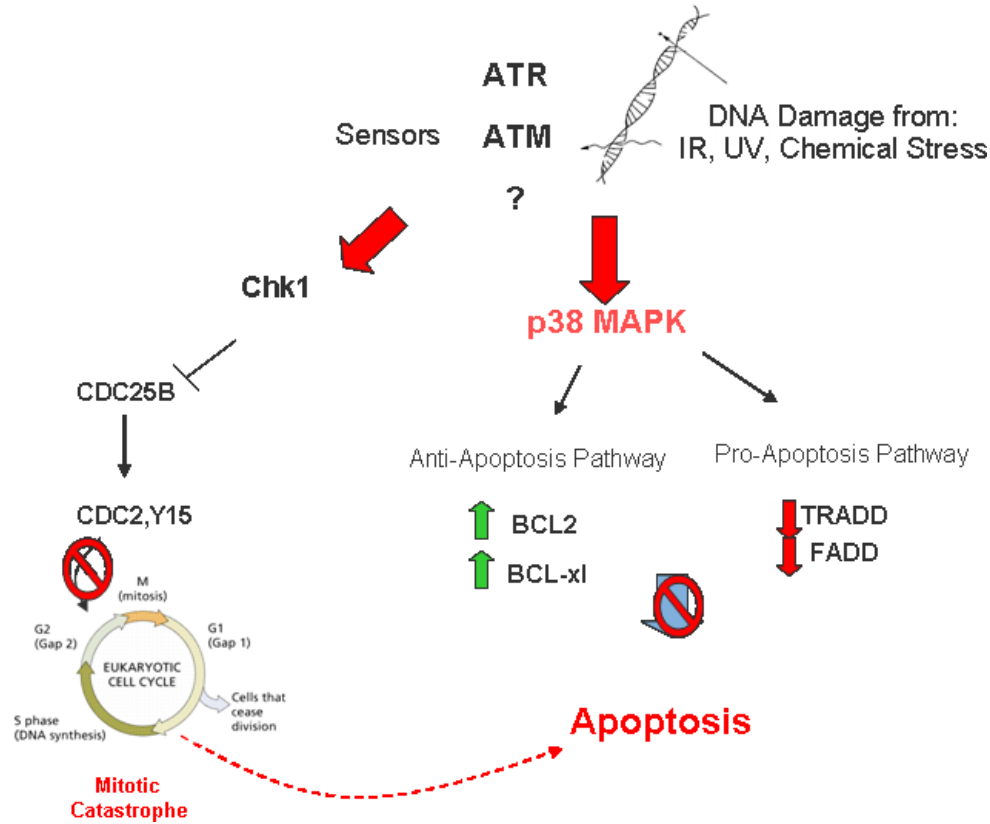 ATR
DNA Damage from:
Sensors
ATM
IR, UV, Chemical Stress
?
Chk1
p38 MAPK
CDC25B
Anti-Apoptosis Pathway
Pro-Apoptosis Pathway
CDC2,Y15
BCL2
TRADD
BCL-xl
FADD
M
(mitosis)
G2
(Gap 2)
G1
(Gap 1)
EUKARYOTIC
CELL CYCLE
Cells that
cease
division
S phase
(DNA synthesis)
Apoptosis
Mitotic
Catastrophe